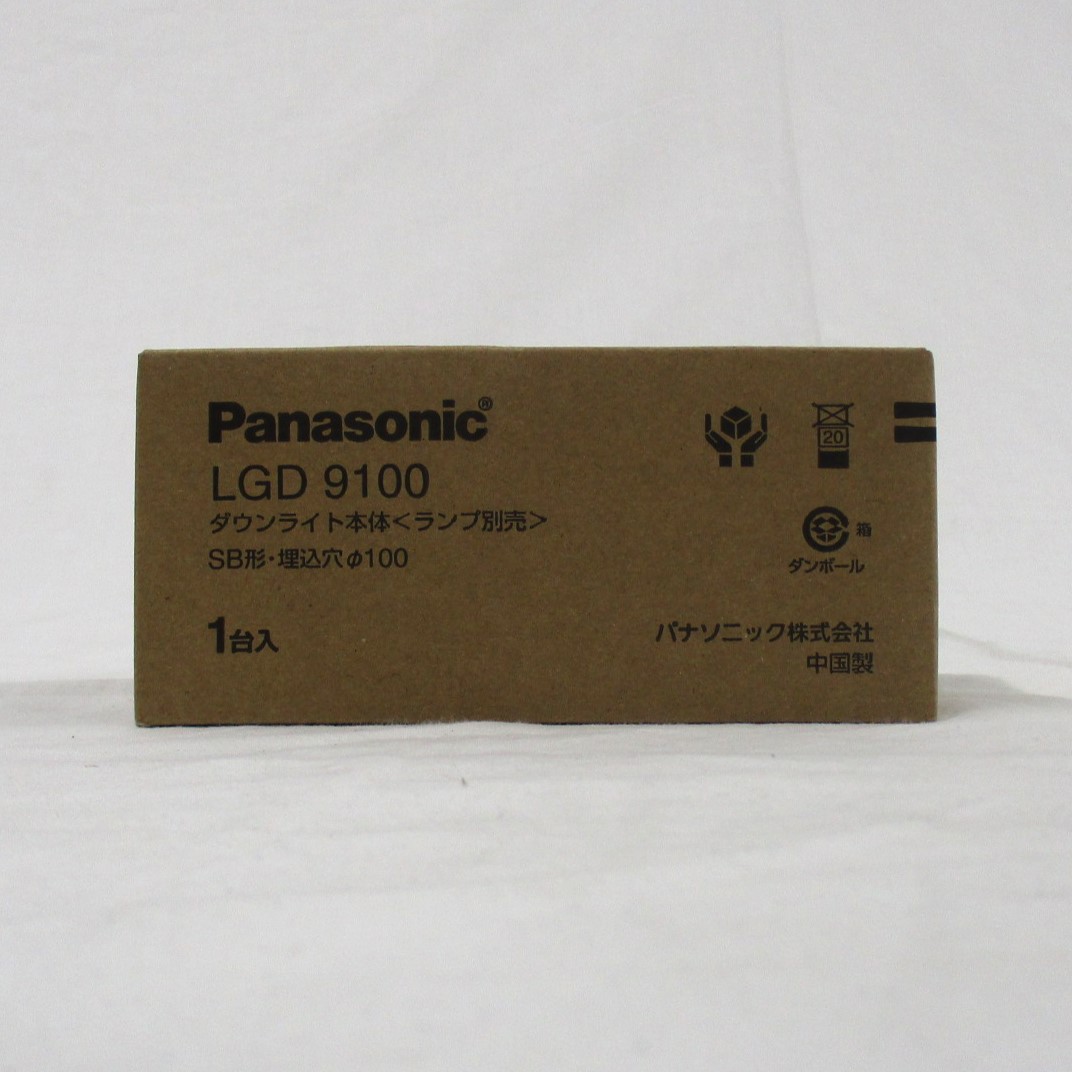 Panasonic®
LGD 9100
ダウンライト本体<ランプ別売>
SB形・埋込穴φ100
1台入
20
箱
ダンボール
パナソニック株式会社
中国製